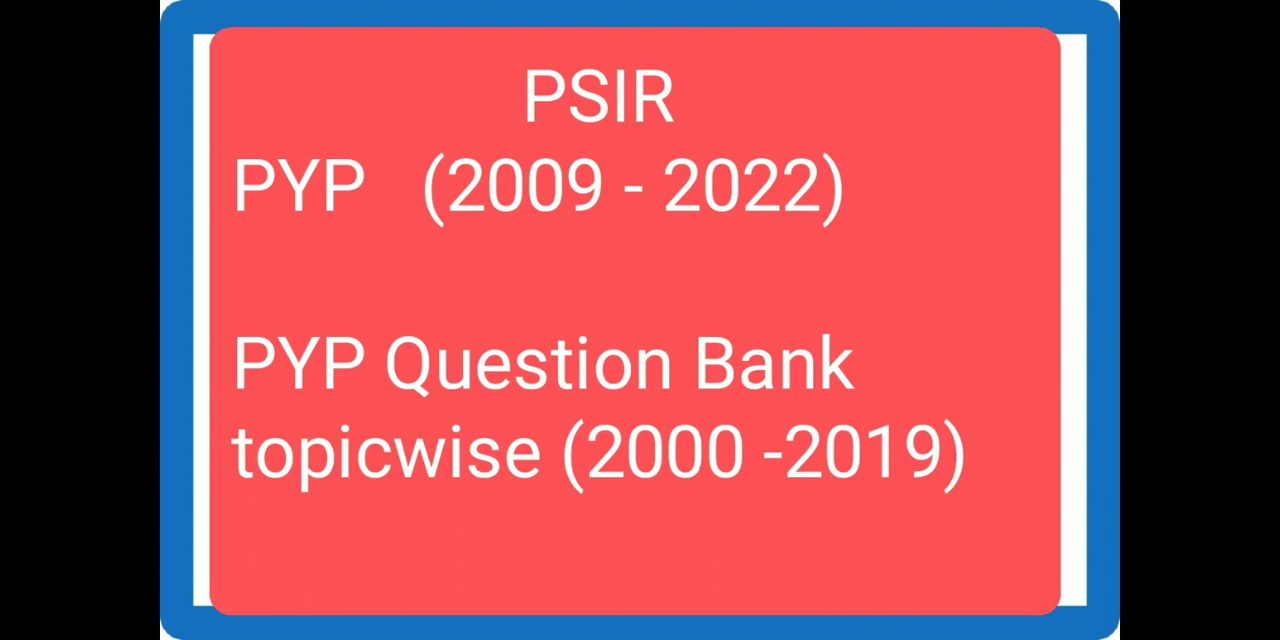 PSIR
PYP (2009 - 2022)
PYP Question Bank
topicwise (2000 -2019)